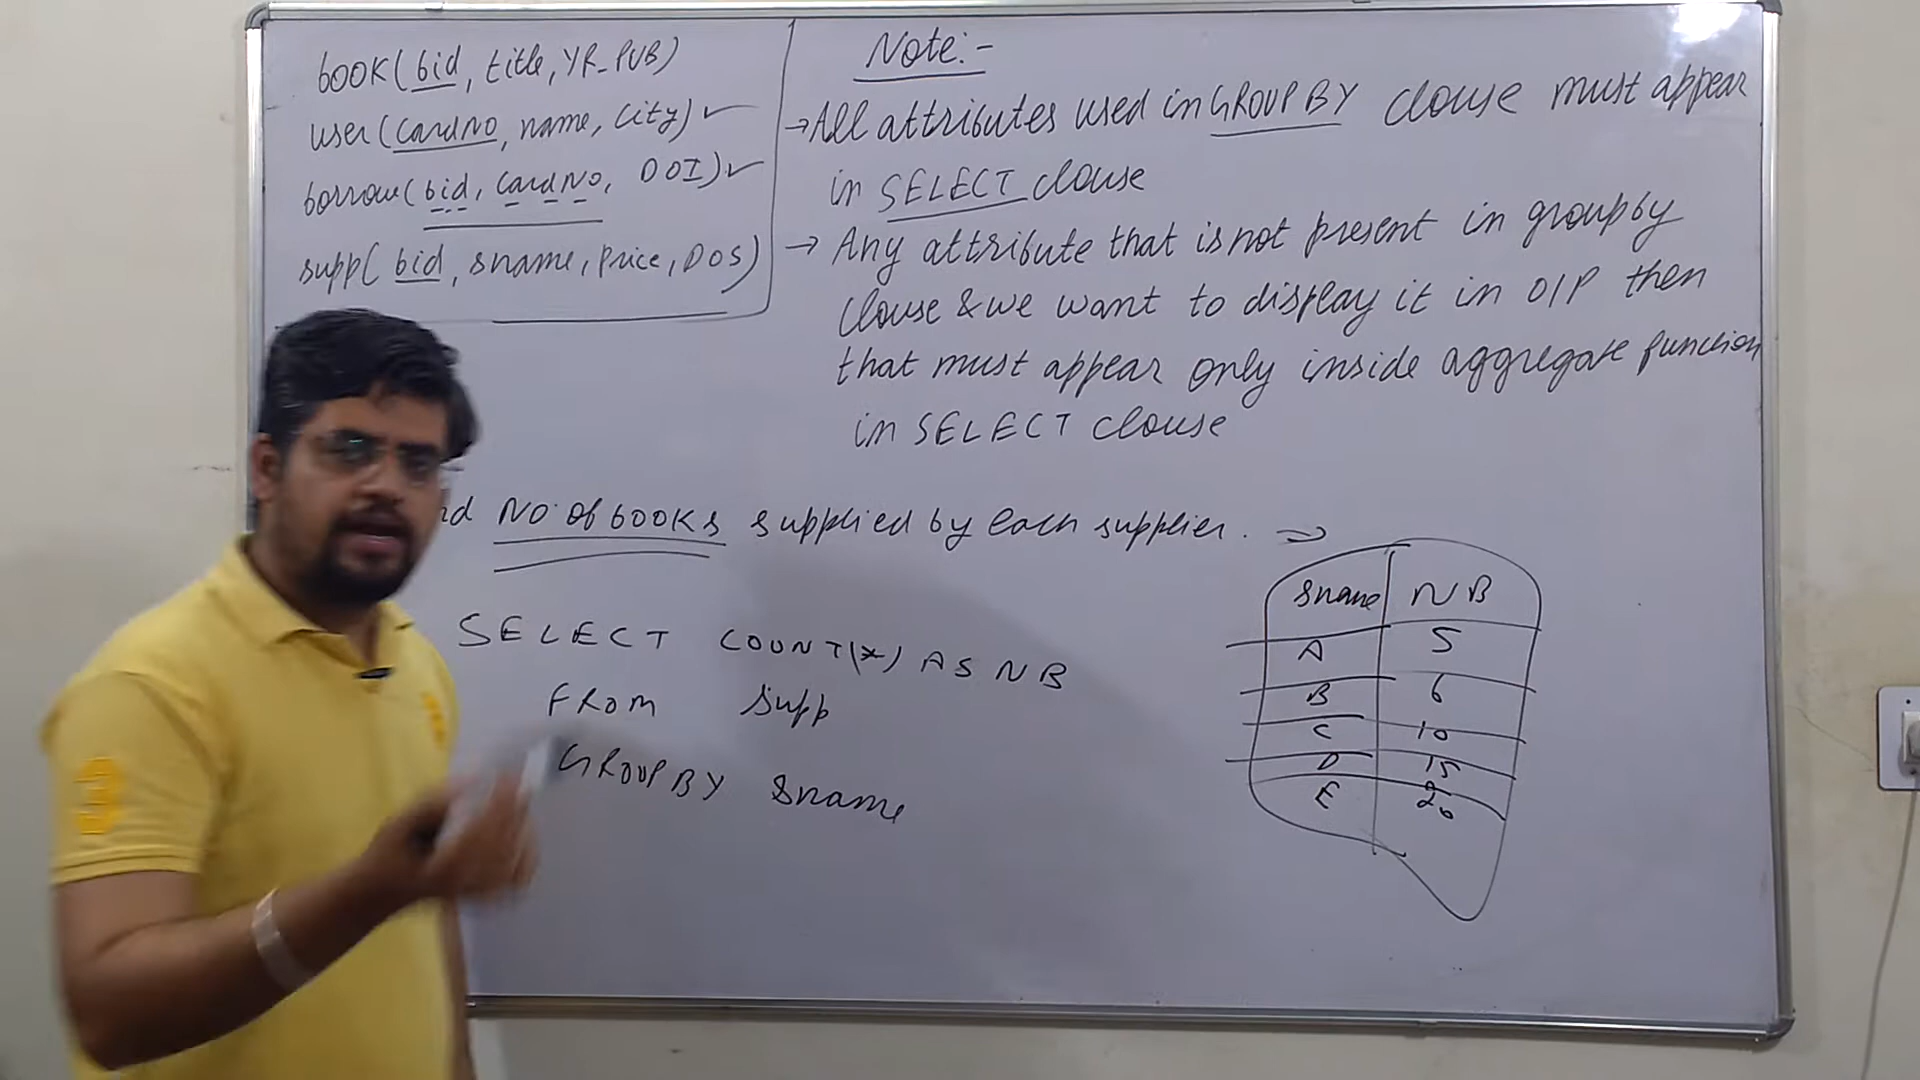 book(bid, title, YR_PUB)
user(cardNo, name, city) ✓
borrow(bid, cardNo, DOI) ✓
supp(bid, sname, price, DOS)
Note:-
→ All attributes used in GROUP BY clause must appear
in SELECT clause
→ Any attribute that is not present in group by
clause & we want to display it in O/P then
that must appear only inside aggregate function
in SELECT clause
No. of books supplied by each supplier. ⇒
SELECT COUNT(*) AS NB
FROM supp
GROUP BY sname
sname NB
A 5
B 6
C 10
D 15
E 20
3